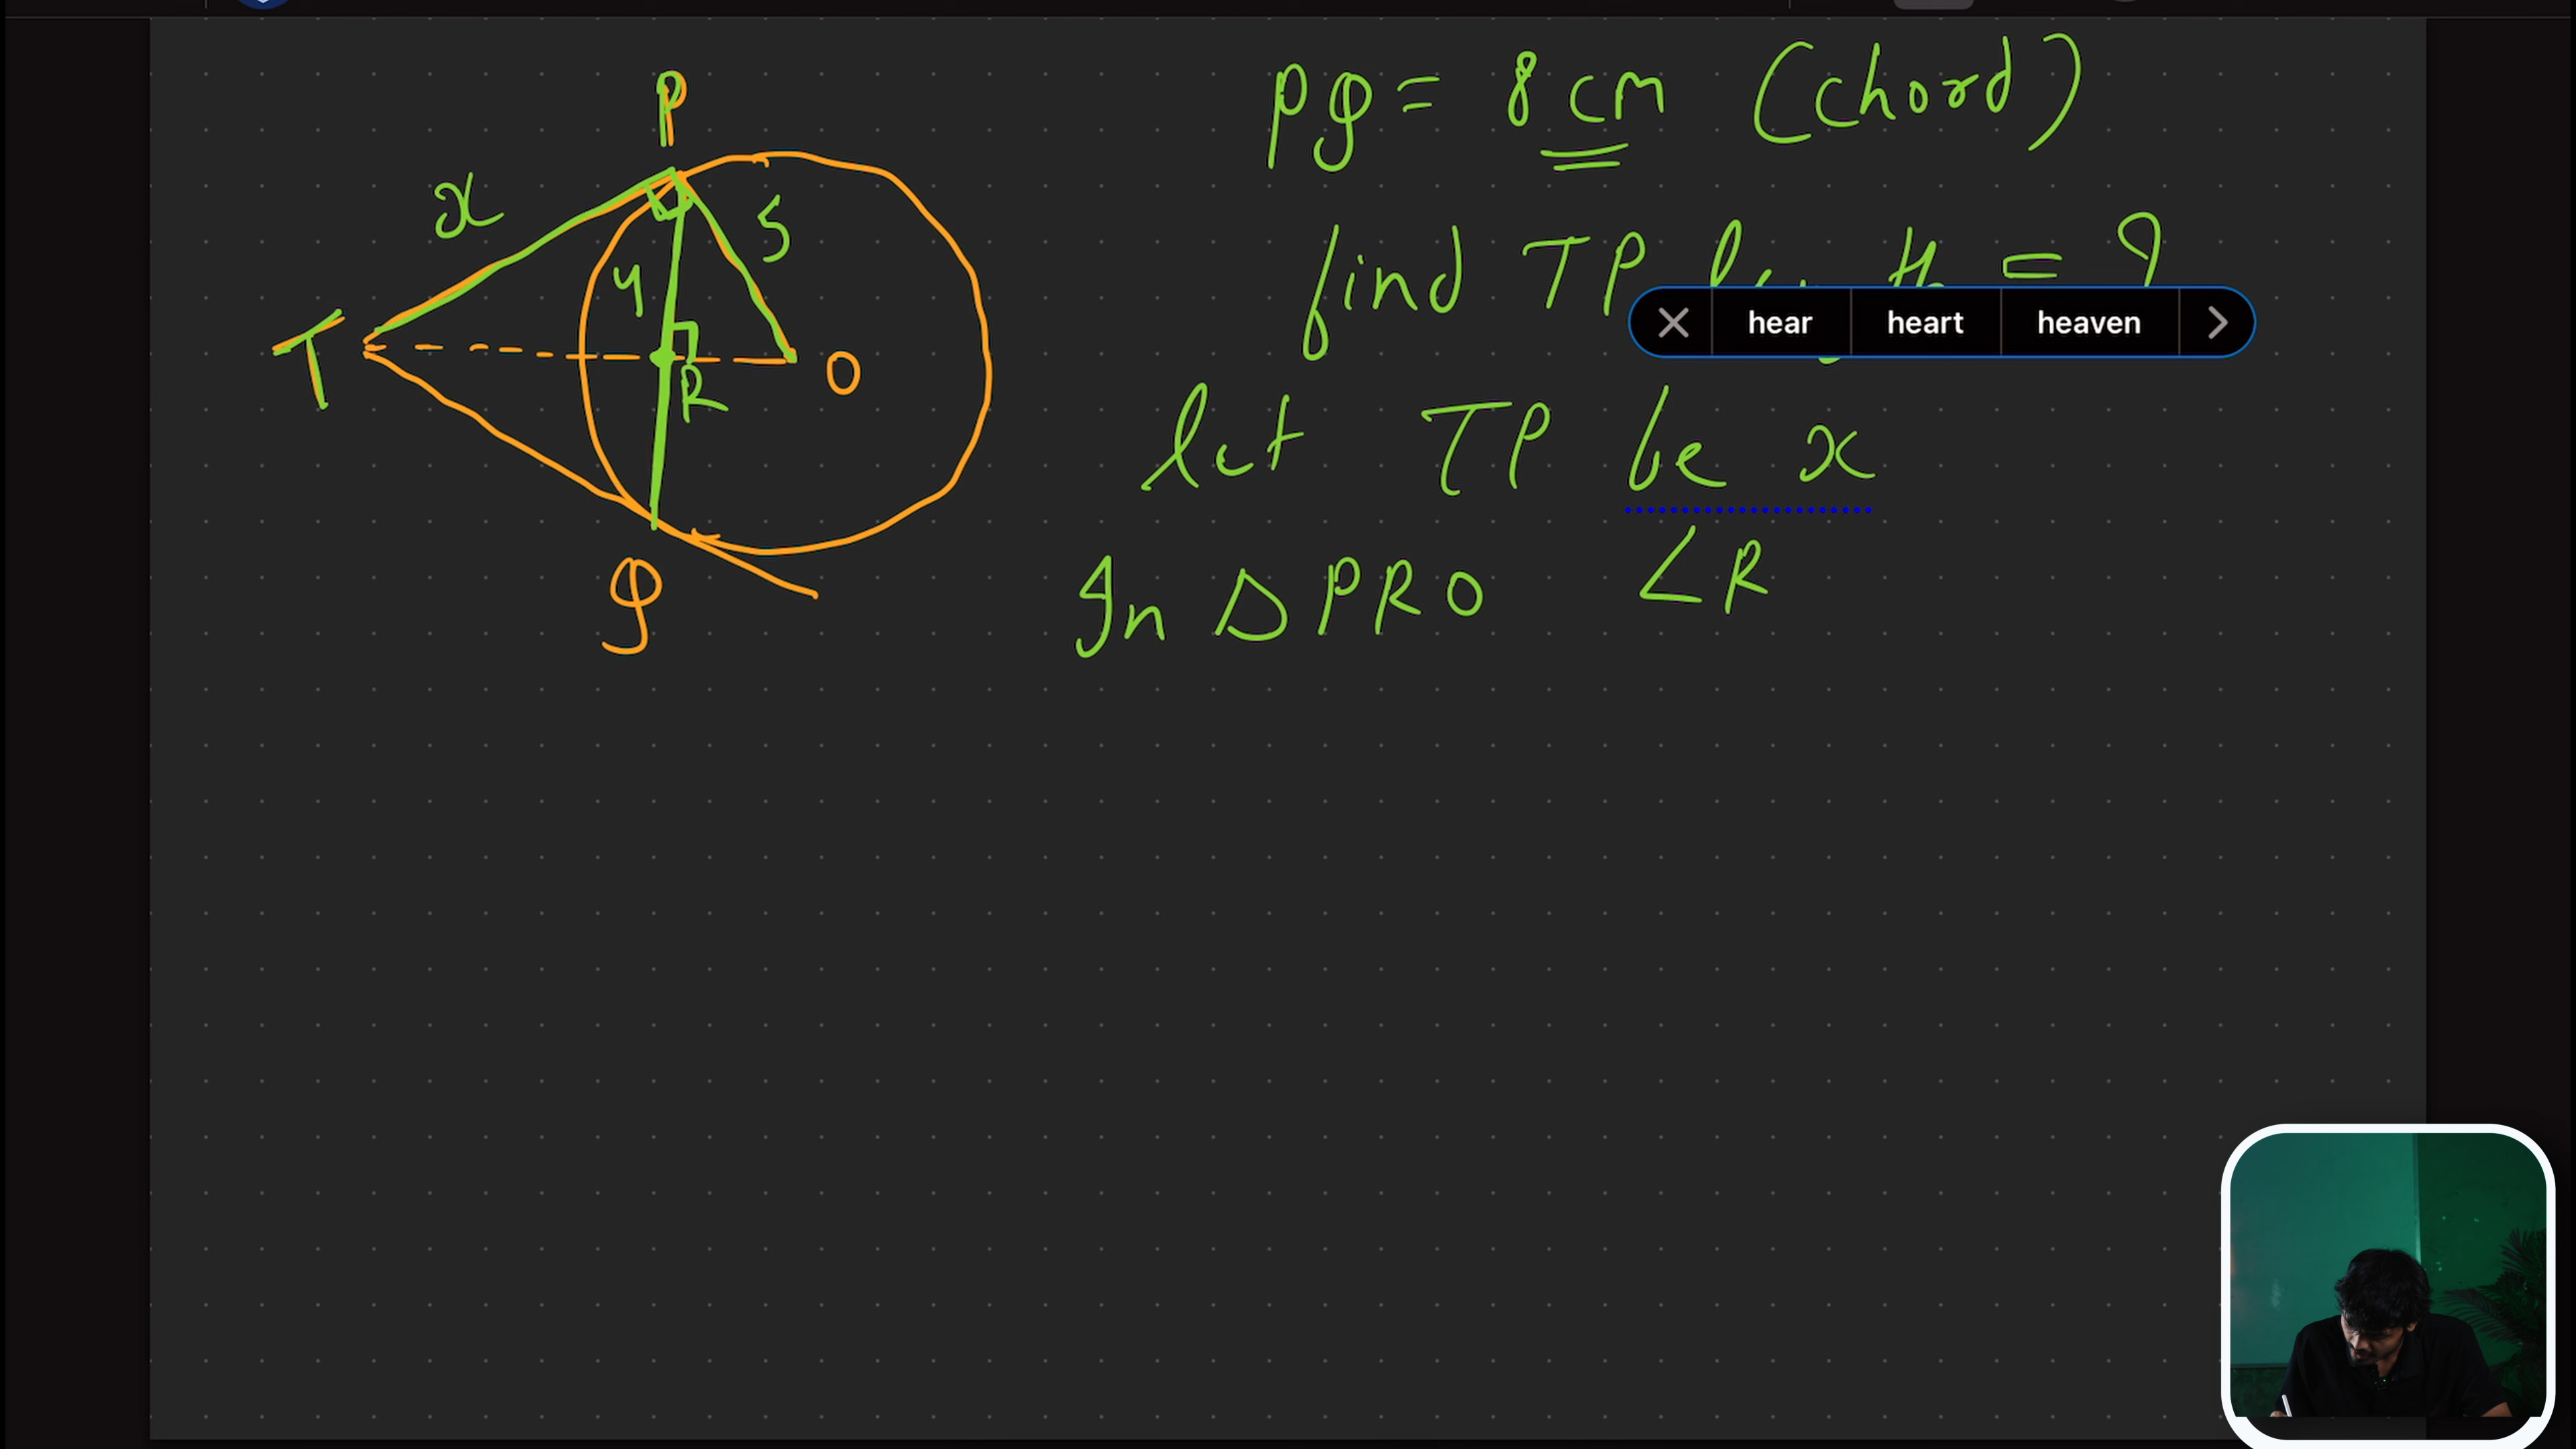 P
PQ = 8 cm (chord)
x
5
4
find TP = ?
hear heart heaven
T
R
O
let TP be x
In Δ PRO ∠R
Q